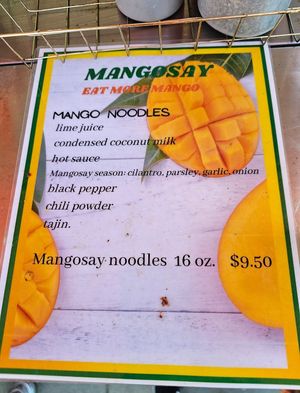 MANGOSAY
EAT MORE MANGO
MANGO NOODLES
lime juice
condensed coconut milk
hot sauce
Mangosay season: cilantro, parsley, garlic, onion
black pepper
chili powder
tajin.
Mangosay noodles 16 oz. $9.50